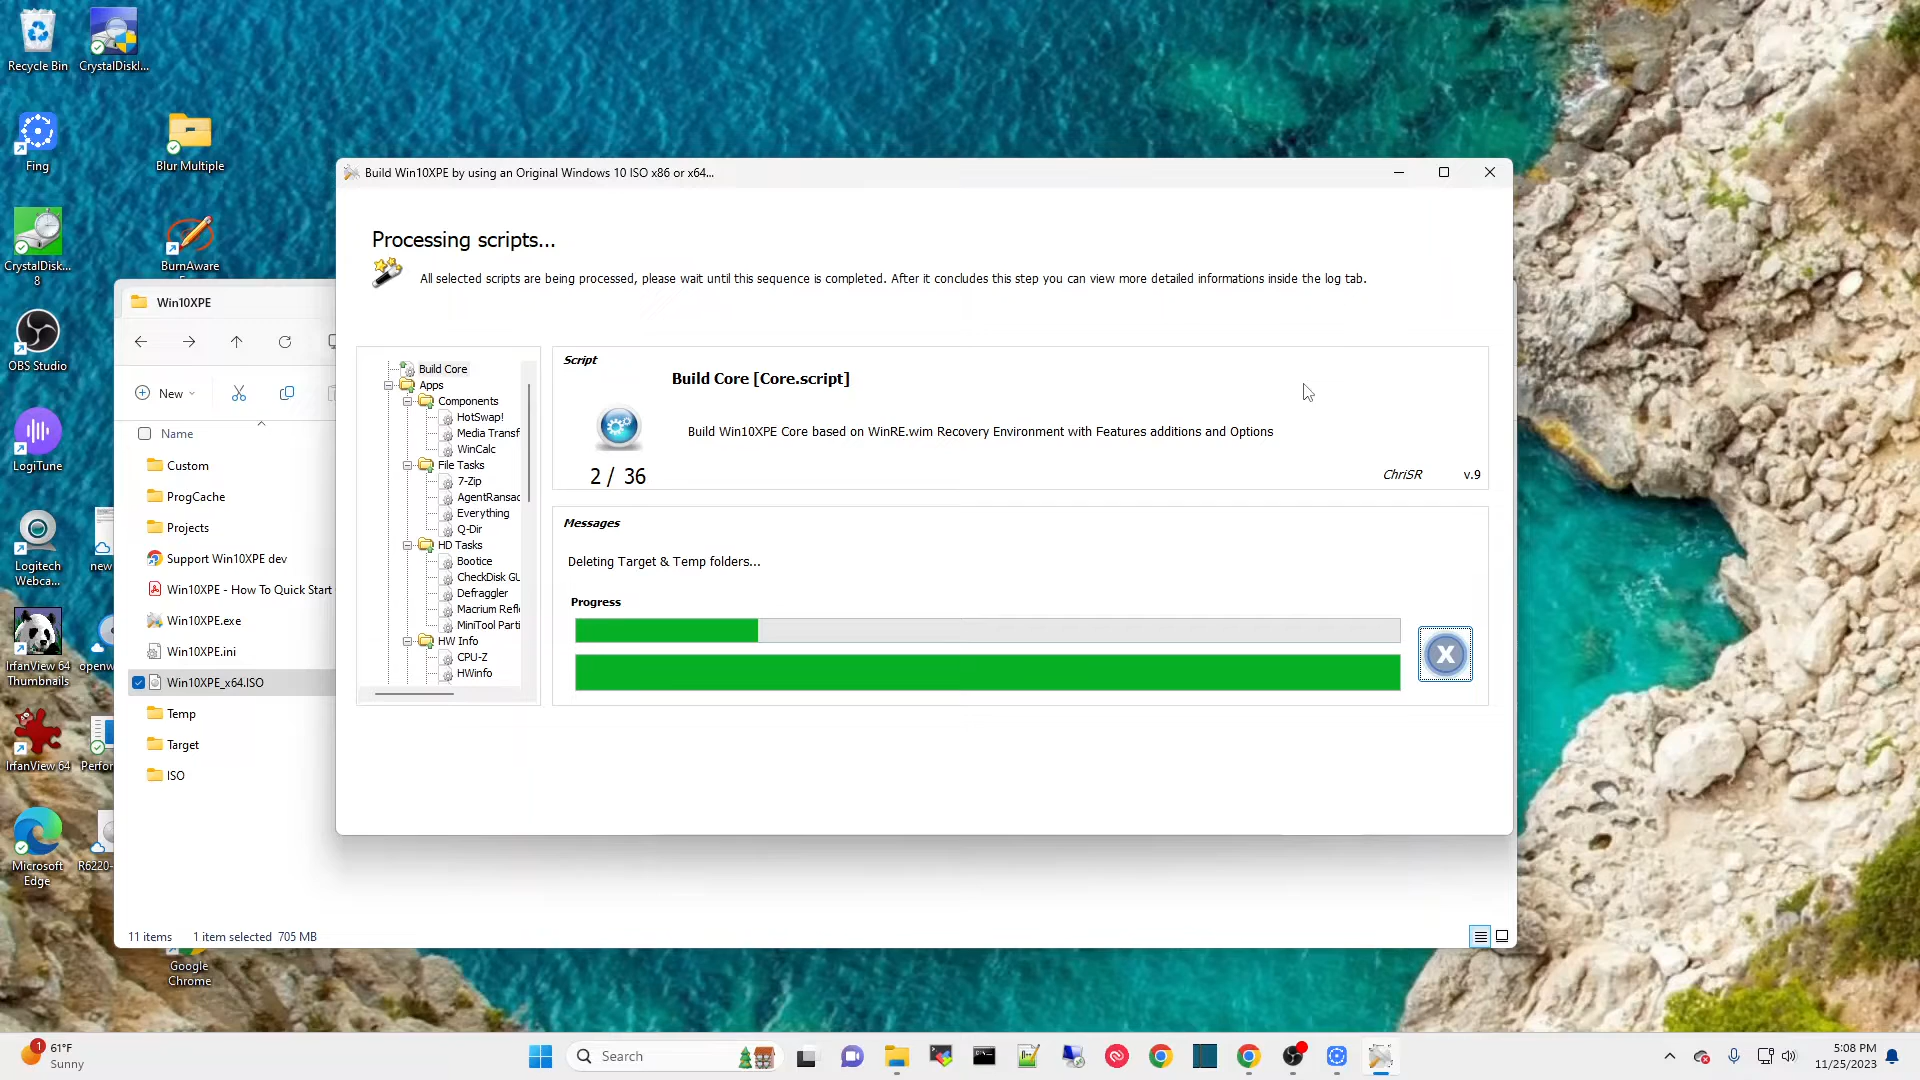 Recycle Bin
CrystalDiskI...
Fing
Blur Multiple
CrystalDisk...
8
BurnAware
OBS Studio
LogiTune
Logitech
Webca...
new
IrfanView 64
Thumbnails
openw
IrfanView 64
Perfor
Microsoft
Edge
R6220-
Google
Chrome
Win10XPE
New
Name
Custom
ProgCache
Projects
Support Win10XPE dev
Win10XPE - How To Quick Start
Win10XPE.exe
Win10XPE.ini
Win10XPE_x64.ISO
Temp
Target
ISO
11 items
1 item selected 705 MB
Build Win10XPE by using an Original Windows 10 ISO x86 or x64...
Processing scripts...
All selected scripts are being processed, please wait until this sequence is completed. After it concludes this step you can view more detailed informations inside the log tab.
Build Core
Apps
Components
HotSwap!
Media Transf
WinCalc
File Tasks
7-Zip
AgentRansac
Everything
Q-Dir
HD Tasks
Bootice
CheckDisk GU
Defraggler
Macrium Refl
MiniTool Parti
HW Info
CPU-Z
HWinfo
Script
Build Core [Core.script]
Build Win10XPE Core based on WinRE.wim Recovery Environment with Features additions and Options
2 / 36
ChriSR
v.9
Messages
Deleting Target & Temp folders...
Progress
X
1
61°F
Sunny
Search
5:08 PM
11/25/2023